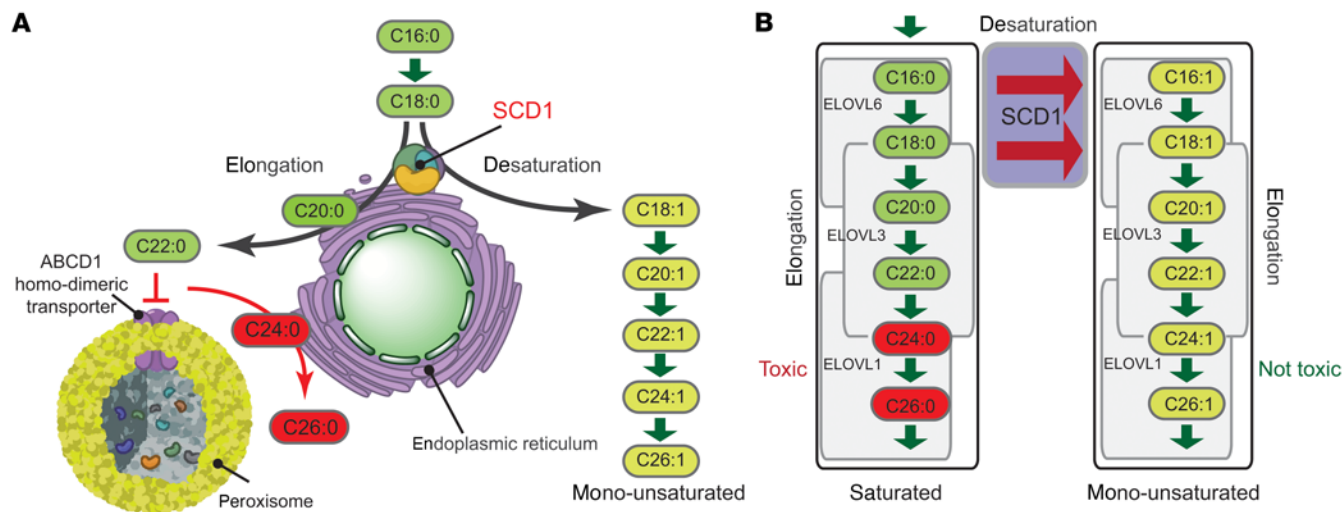 A
C16:0
C18:0
SCD1
Elongation
Desaturation
C20:0
C22:0
C18:1
C20:1
C22:1
C24:1
C26:1
Mono-unsaturated
ABCD1
homo-dimeric
transporter
C24:0
C26:0
Endoplasmic reticulum
Peroxisome
B
Desaturation
C16:0
ELOVL6
C18:0
C20:0
ELOVL3
C22:0
C24:0
ELOVL1
C26:0
Elongation
Toxic
Saturated
SCD1
C16:1
ELOVL6
C18:1
C20:1
ELOVL3
C22:1
C24:1
ELOVL1
C26:1
Elongation
Not toxic
Mono-unsaturated